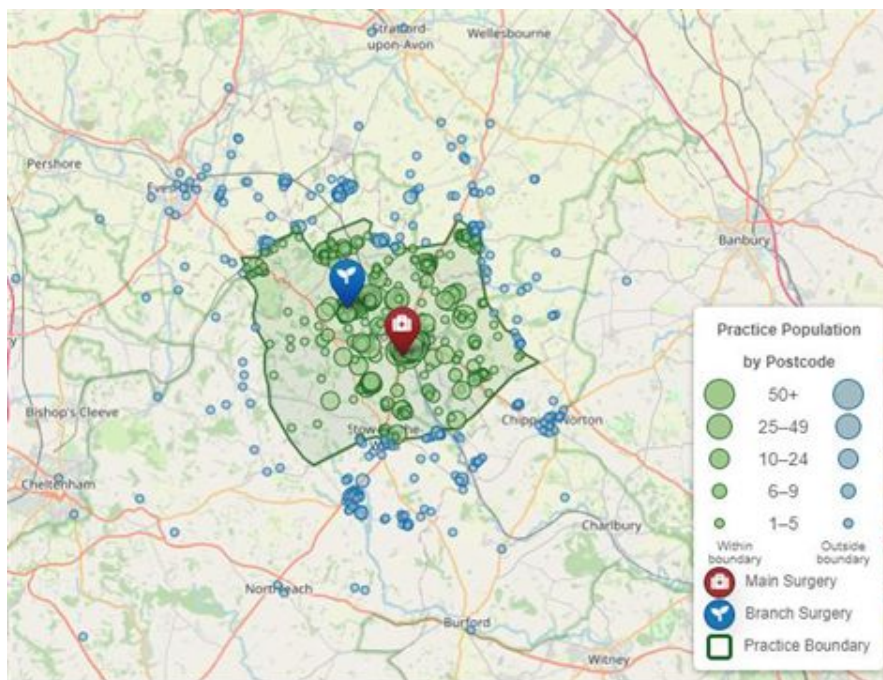 Stratford-
upon-Avon
Wellesbourne
Pershore
Banbury
Bishop's Cleeve
Cheltenham
Charlbury
Northleach
Burford
Witney
Practice Population
by Postcode
50+
25–49
10–24
6–9
1–5
Within
boundary
Outside
boundary
Main Surgery
Branch Surgery
Practice Boundary